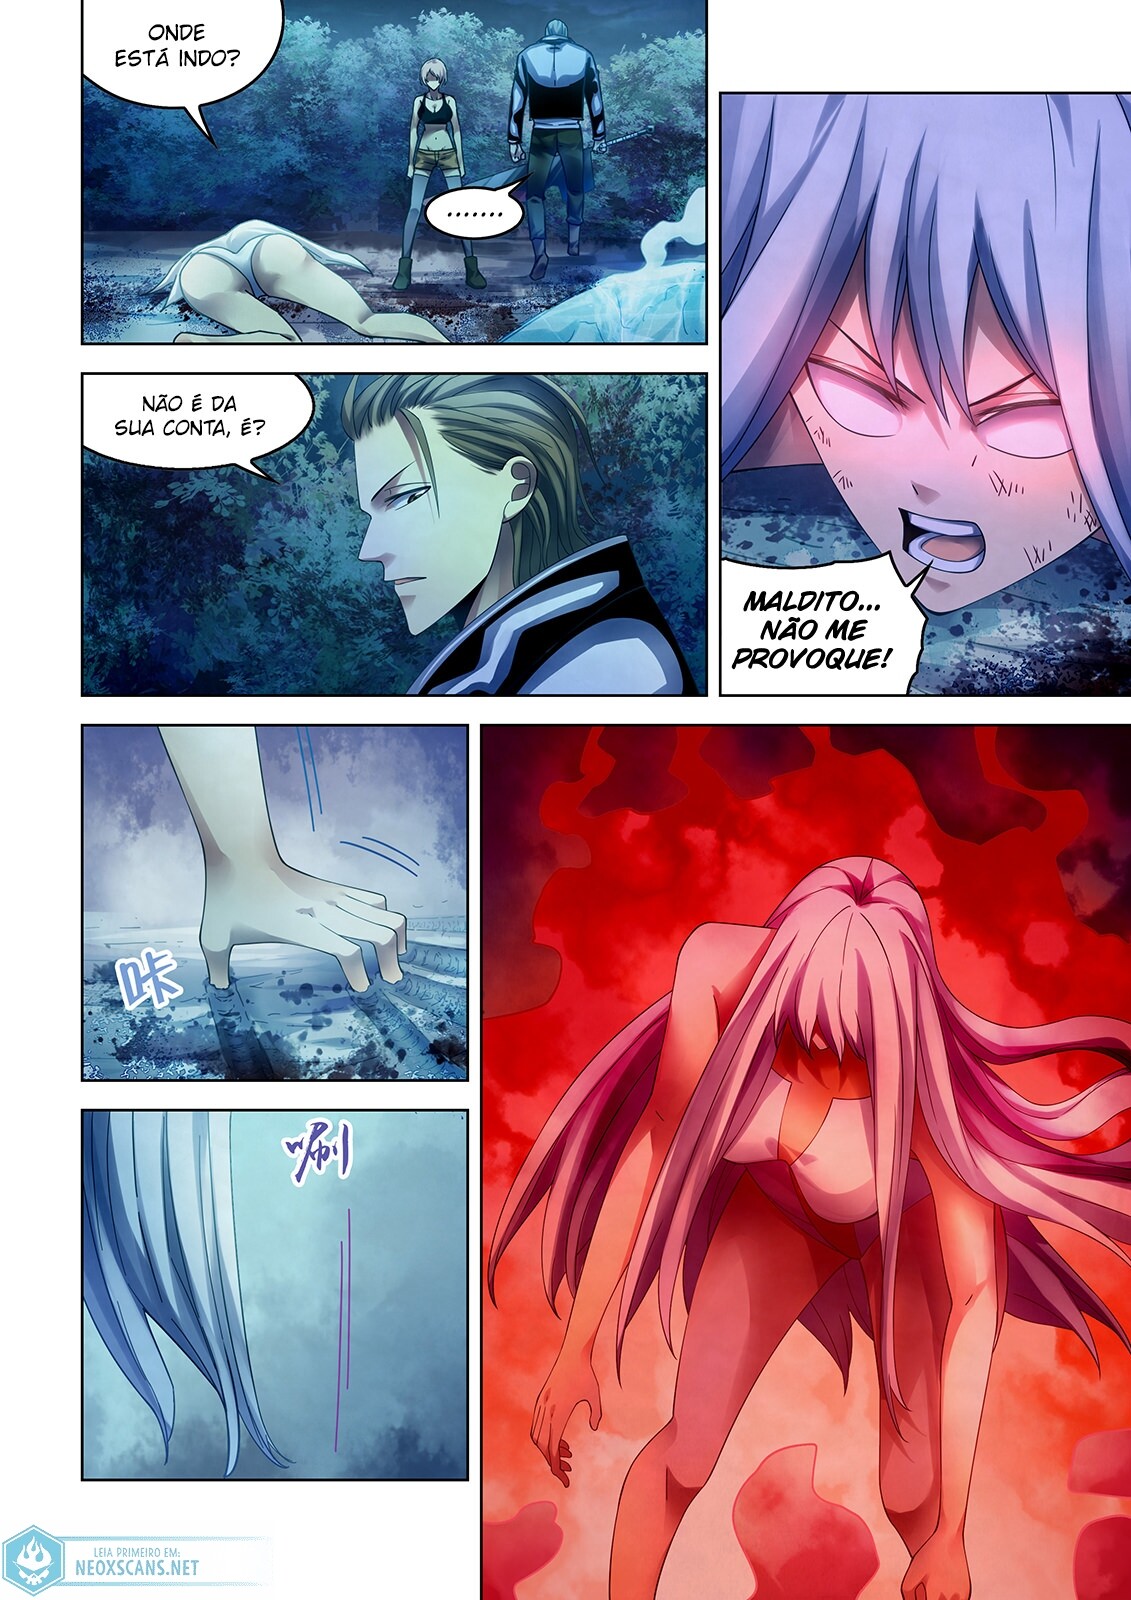 ONDE
ESTÁ INDO?
.......
NÃO É DA
SUA CONTA, É?
MALDITO...
NÃO ME
PROVOQUE!
咔
唰
LEIA PRIMEIRO EM:
NEOXSCANS.NET